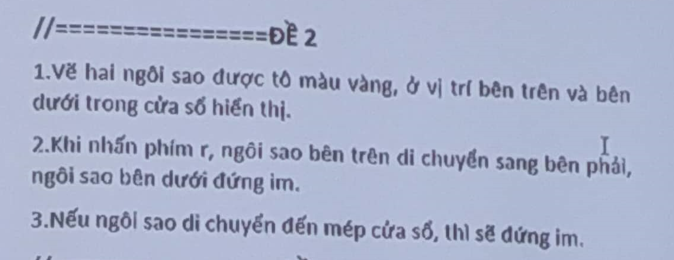 //================ĐỀ 2
1.Vẽ hai ngôi sao được tô màu vàng, ở vị trí bên trên và bên
dưới trong cửa sổ hiển thị.
2.Khi nhấn phím r, ngôi sao bên trên di chuyển sang bên phải,
ngôi sao bên dưới đứng im.
3.Nếu ngôi sao di chuyển đến mép cửa sổ, thì sẽ đứng im.